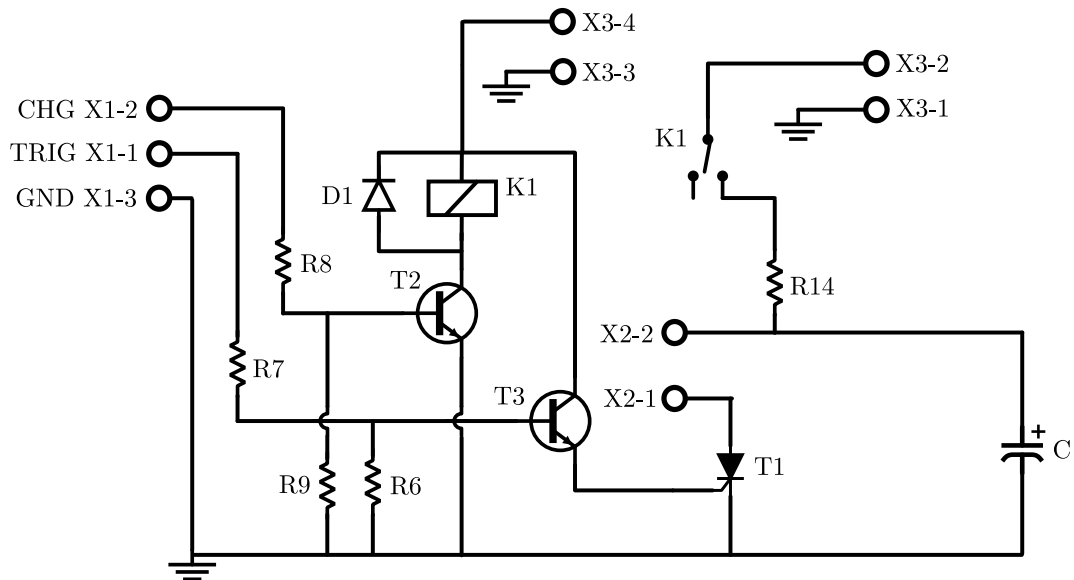 X3-4
X3-3
X3-2
X3-1
CHG X1-2
TRIG X1-1
GND X1-3
K1
D1
K1
R8
T2
R14
X2-2
R7
T3
X2-1
+
C
T1
R9
R6